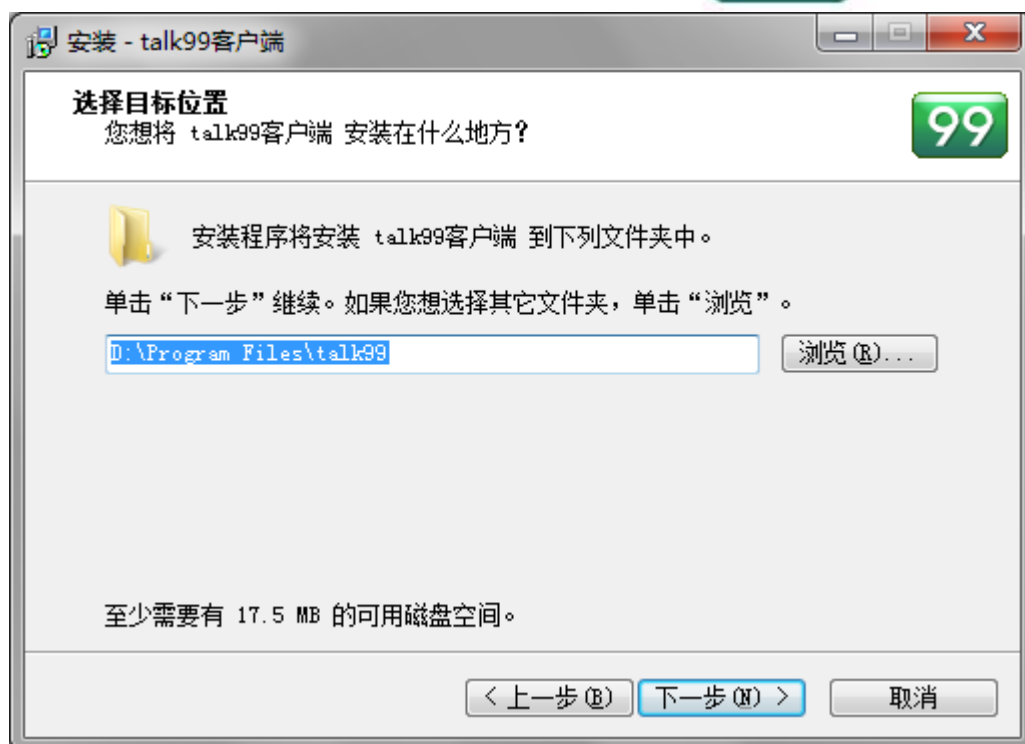 安装 - talk99客户端
选择目标位置
您想将 talk99客户端 安装在什么地方?
99
安装程序将安装 talk99客户端 到下列文件夹中。
单击“下一步”继续。如果您想选择其它文件夹，单击“浏览”。
D:\Program Files\talk99
浏览(R)...
至少需要有 17.5 MB 的可用磁盘空间。
< 上一步(B)
下一步(N) >
取消